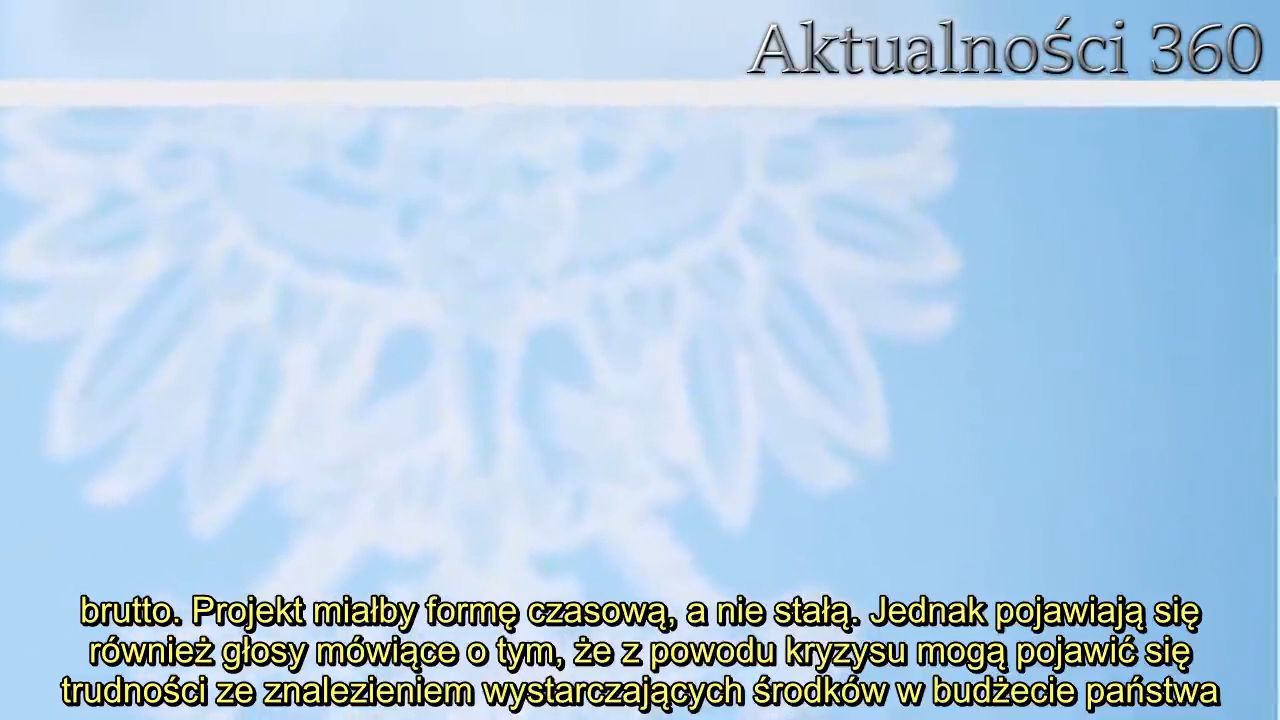 Aktualności 360
brutto. Projekt miałby formę czasową, a nie stałą. Jednak pojawiają się
również głosy mówiące o tym, że z powodu kryzysu mogą pojawić się
trudności ze znalezieniem wystarczających środków w budżecie państwa